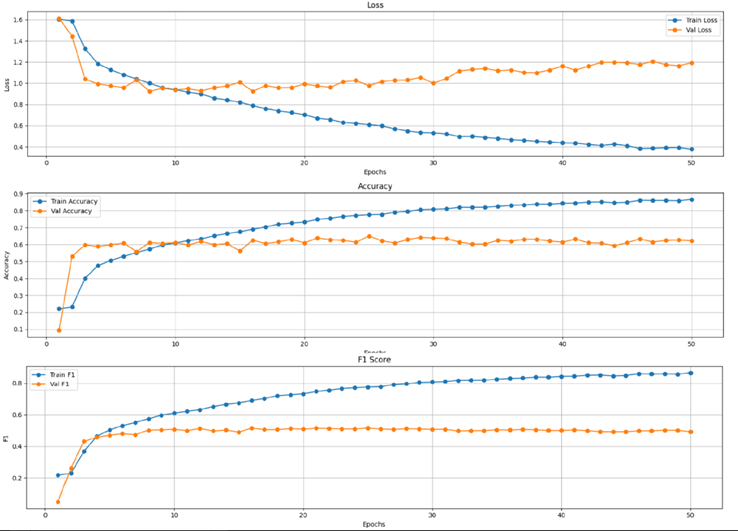 Loss
1.6
1.4
1.2
1.0
0.8
0.6
0.4
Loss
Train Loss
Val Loss
0 10 20 30 40 50
Epochs
Accuracy
0.9
0.8
0.7
0.6
0.5
0.4
0.3
0.2
0.1
Accuracy
Train Accuracy
Val Accuracy
0 10 20 30 40 50
Epochs
F1 Score
0.8
0.6
0.4
0.2
F1
Train F1
Val F1
0 10 20 30 40 50
Epochs